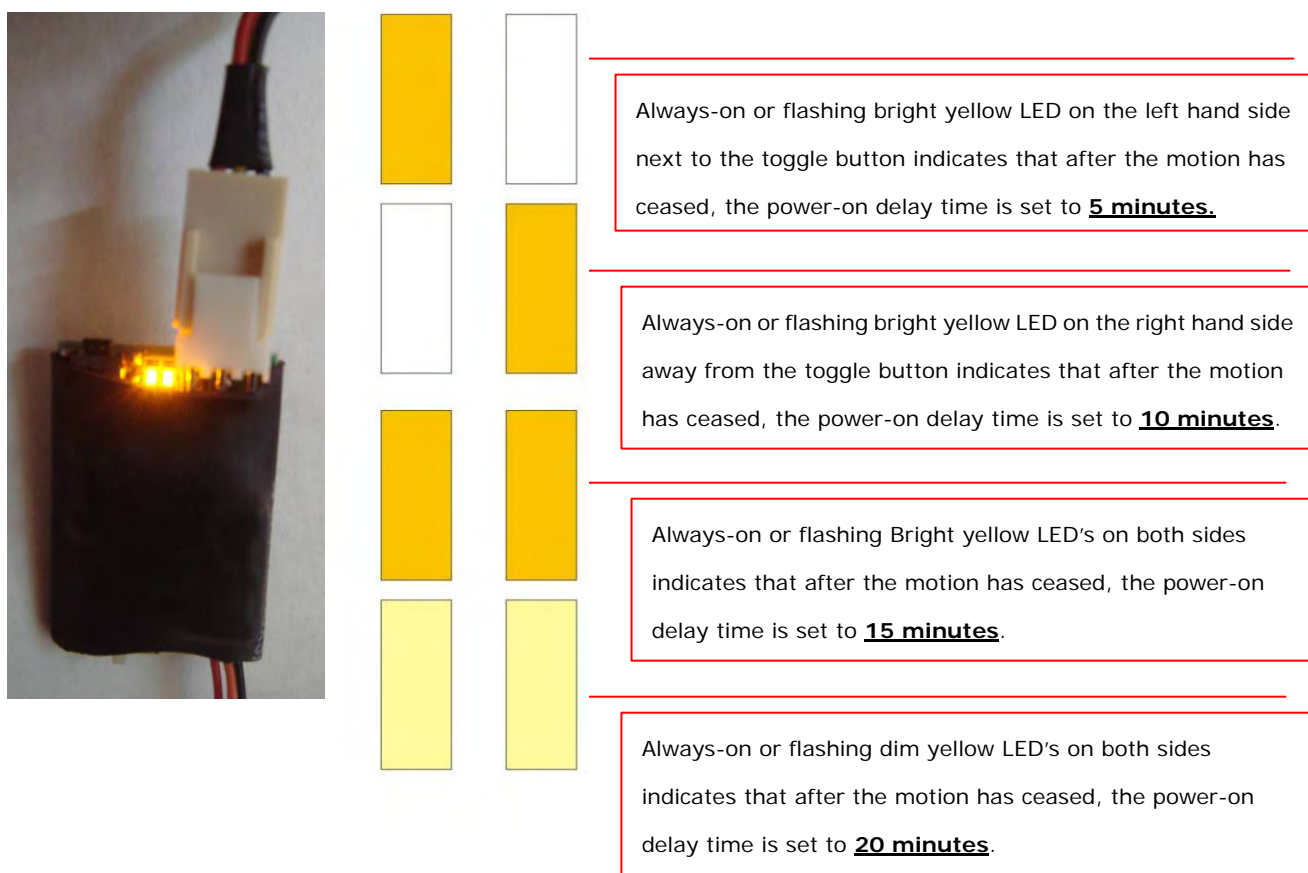 Always-on or flashing bright yellow LED on the left hand side
next to the toggle button indicates that after the motion has
ceased, the power-on delay time is set to 5 minutes.
Always-on or flashing bright yellow LED on the right hand side
away from the toggle button indicates that after the motion
has ceased, the power-on delay time is set to 10 minutes.
Always-on or flashing Bright yellow LED's on both sides
indicates that after the motion has ceased, the power-on
delay time is set to 15 minutes.
Always-on or flashing dim yellow LED's on both sides
indicates that after the motion has ceased, the power-on
delay time is set to 20 minutes.